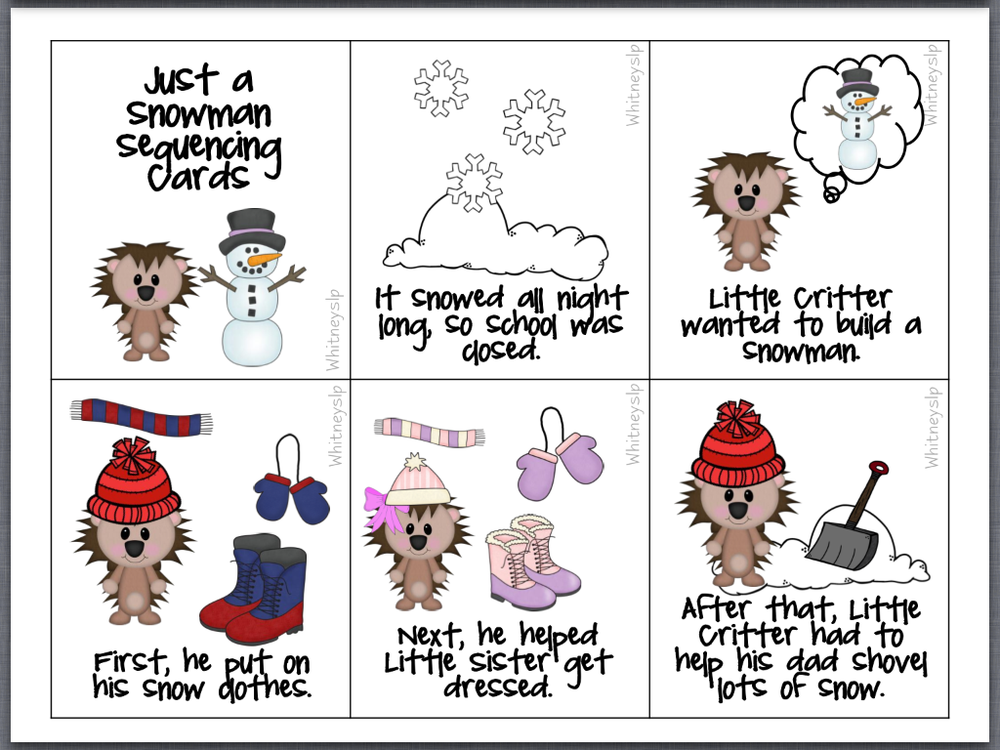 Just a
Snowman
Sequencing
Cards
Whitneyslp
It snowed all night
long, so school was
closed.
Whitneyslp
Little Critter
wanted to build a
snowman.
Whitneyslp
First, he put on
his snow clothes.
Whitneyslp
Next, he helped
Little Sister get
dressed.
Whitneyslp
After that, Little
Critter had to
help his dad shovel
lots of snow.
Whitneyslp